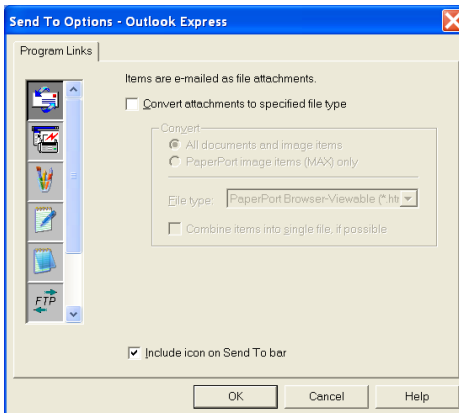 Send To Options - Outlook Express
Program Links
Items are e-mailed as file attachments.
Convert attachments to specified file type
Convert
All documents and image items
PaperPort image items (MAX) only
File type: PaperPort Browser-Viewable (*.htr
Combine items into single file, if possible
FTP
Include icon on Send To bar
OK Cancel Help